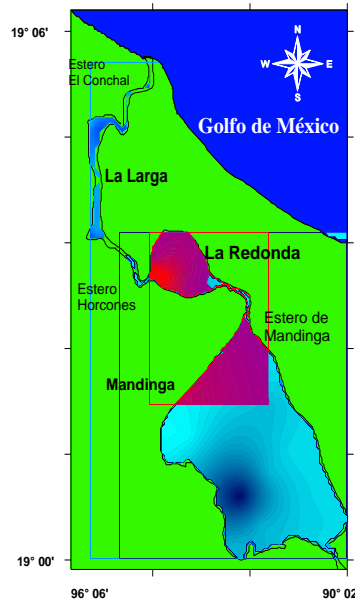 19° 06'
Estero
El Conchal
N
W E
S
Golfo de México
La Larga
La Redonda
Estero
Horcones
Estero de
Mandinga
Mandinga
19° 00'
96° 06' 90° 02